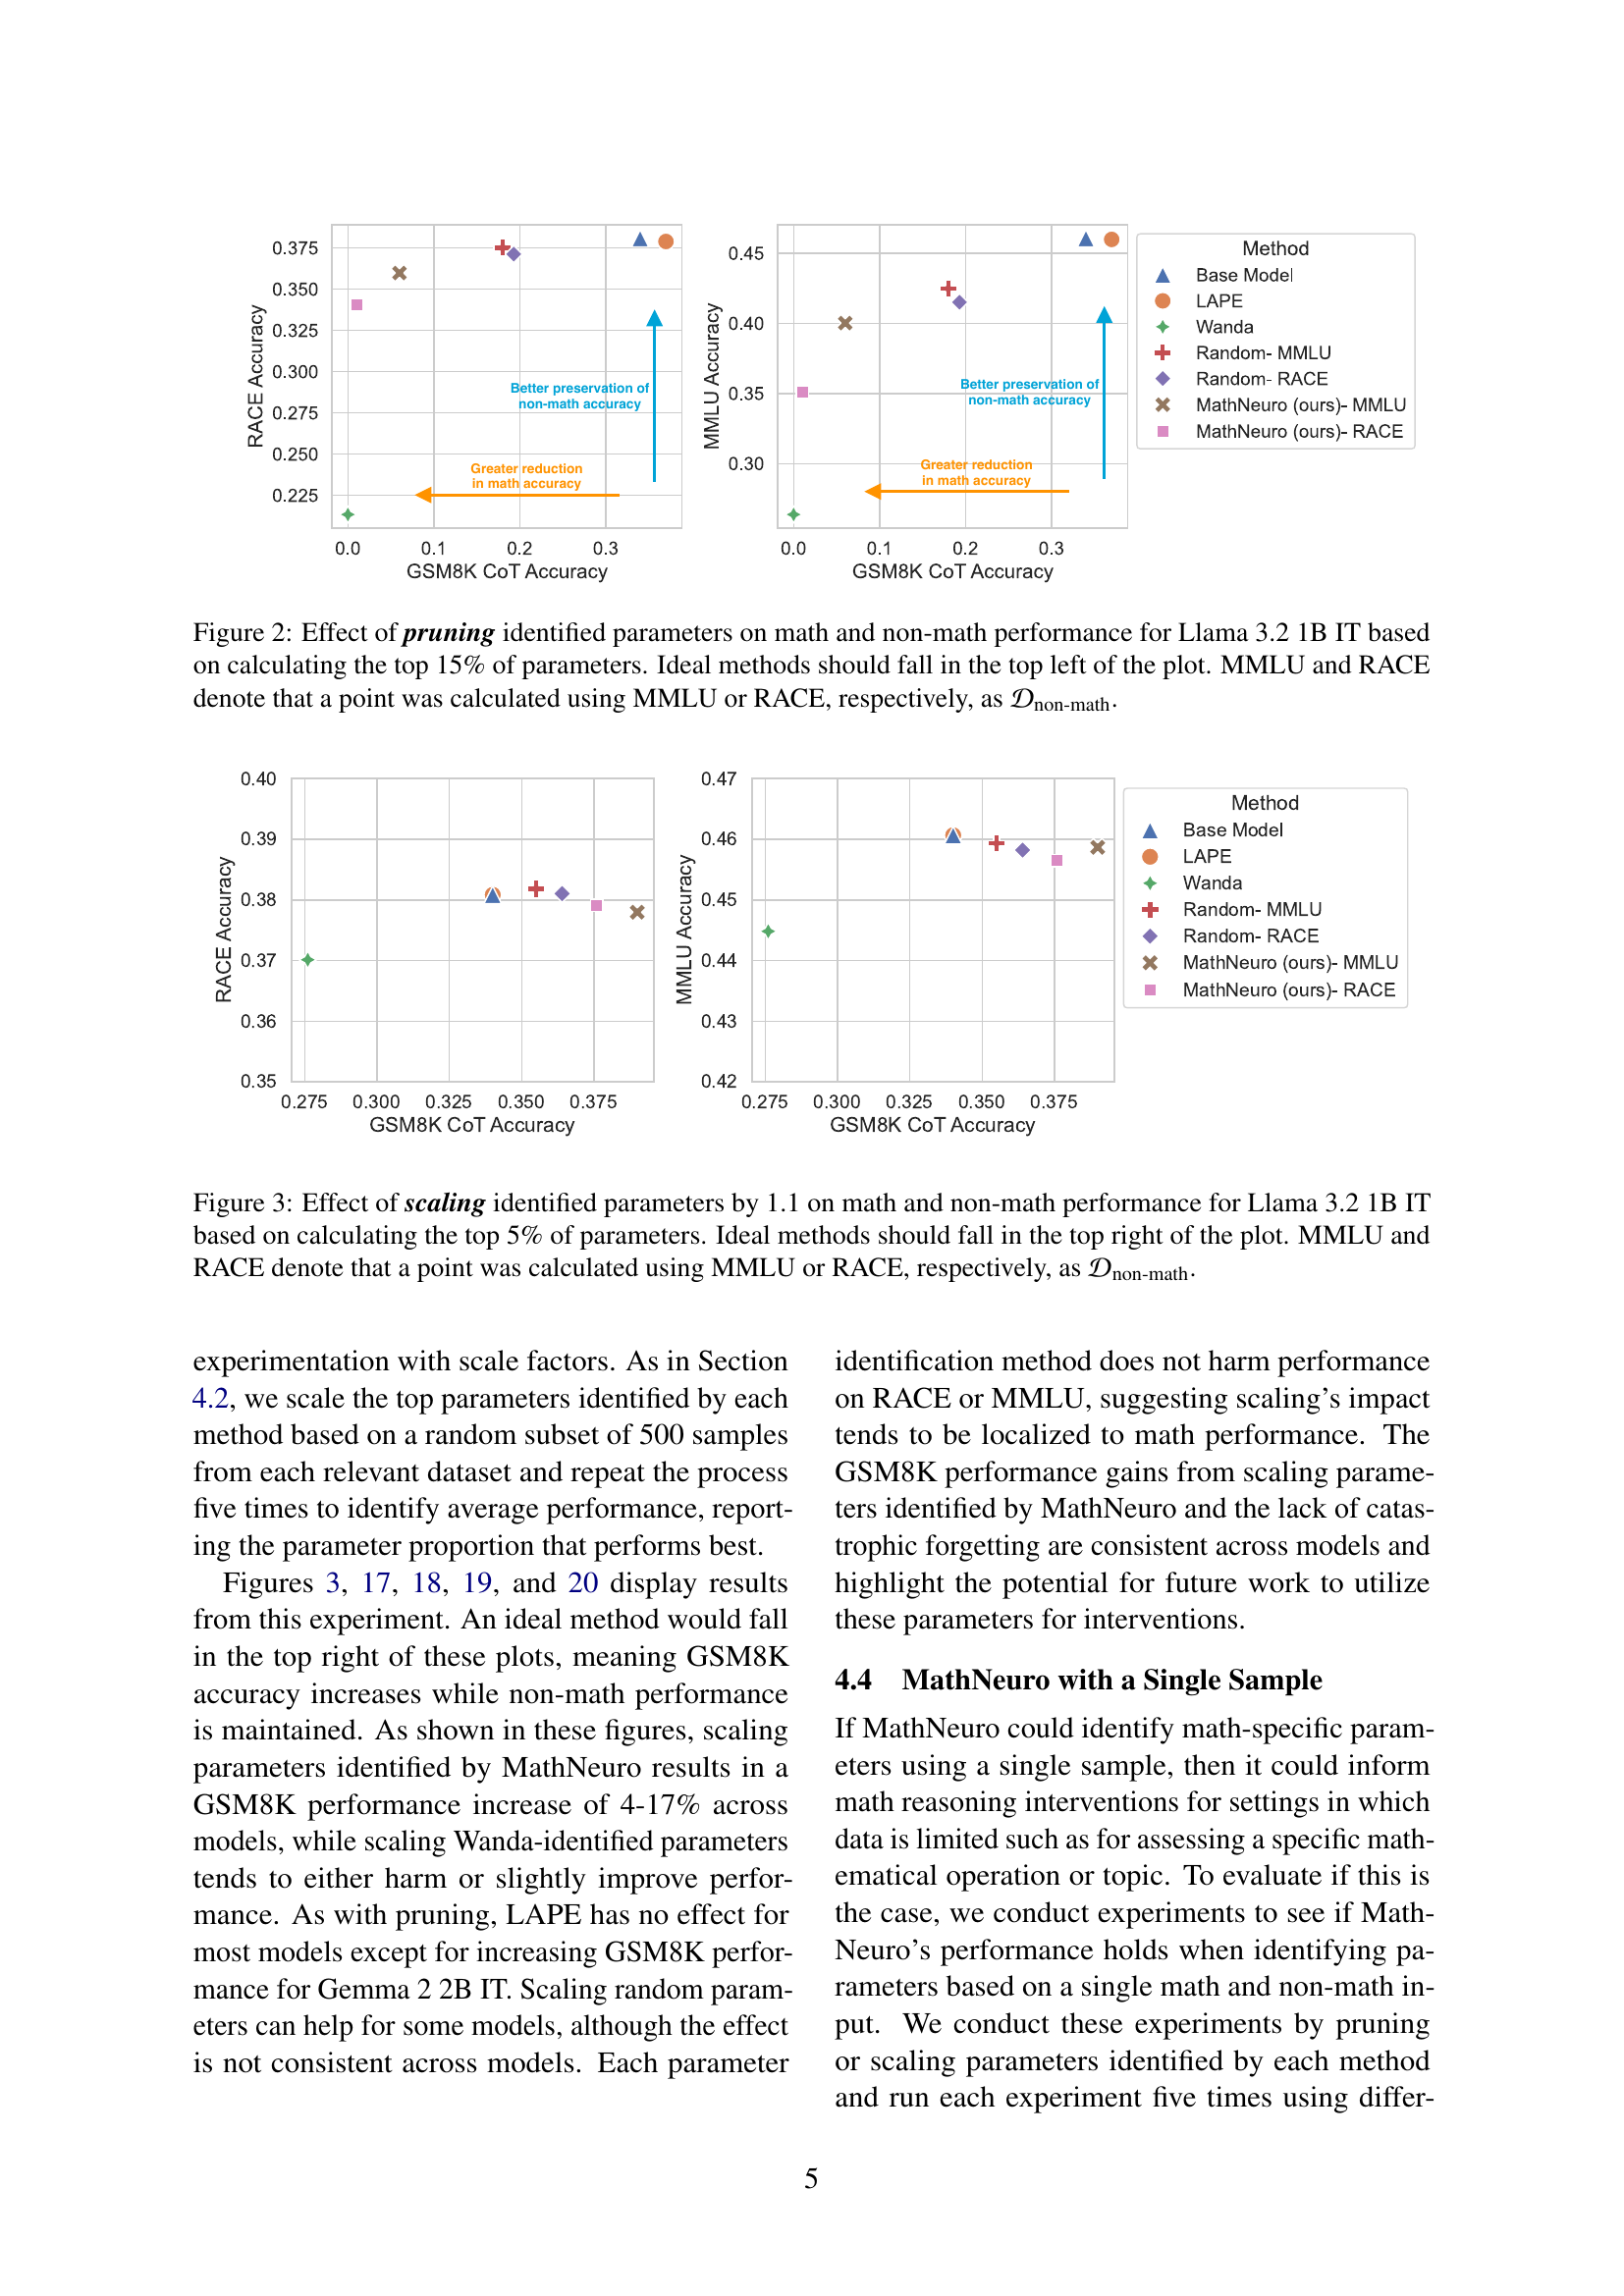 0.375
0.350
0.325
0.300
0.275
0.250
0.225
RACE Accuracy
Better preservation of
non-math accuracy
Greater reduction
in math accuracy
0.0 0.1 0.2 0.3
GSM8K CoT Accuracy
0.45
0.40
0.35
0.30
MMLU Accuracy
Better preservation of
non-math accuracy
Greater reduction
in math accuracy
0.0 0.1 0.2 0.3
GSM8K CoT Accuracy
Method
Base Model
LAPE
Wanda
Random- MMLU
Random- RACE
MathNeuro (ours)- MMLU
MathNeuro (ours)- RACE
Figure 2: Effect of pruning identified parameters on math and non-math performance for Llama 3.2 1B IT based
on calculating the top 15% of parameters. Ideal methods should fall in the top left of the plot. MMLU and RACE
denote that a point was calculated using MMLU or RACE, respectively, as 𝒟non-math.
0.40
0.39
0.38
0.37
0.36
0.35
RACE Accuracy
0.275 0.300 0.325 0.350 0.375
GSM8K CoT Accuracy
0.47
0.46
0.45
0.44
0.43
0.42
MMLU Accuracy
0.275 0.300 0.325 0.350 0.375
GSM8K CoT Accuracy
Method
Base Model
LAPE
Wanda
Random- MMLU
Random- RACE
MathNeuro (ours)- MMLU
MathNeuro (ours)- RACE
Figure 3: Effect of scaling identified parameters by 1.1 on math and non-math performance for Llama 3.2 1B IT
based on calculating the top 5% of parameters. Ideal methods should fall in the top right of the plot. MMLU and
RACE denote that a point was calculated using MMLU or RACE, respectively, as 𝒟non-math.
experimentation with scale factors. As in Section
4.2, we scale the top parameters identified by each
method based on a random subset of 500 samples
from each relevant dataset and repeat the process
five times to identify average performance, report-
ing the parameter proportion that performs best.
Figures 3, 17, 18, 19, and 20 display results
from this experiment. An ideal method would fall
in the top right of these plots, meaning GSM8K
accuracy increases while non-math performance
is maintained. As shown in these figures, scaling
parameters identified by MathNeuro results in a
GSM8K performance increase of 4-17% across
models, while scaling Wanda-identified parameters
tends to either harm or slightly improve perfor-
mance. As with pruning, LAPE has no effect for
most models except for increasing GSM8K perfor-
mance for Gemma 2 2B IT. Scaling random param-
eters can help for some models, although the effect
is not consistent across models. Each parameter
identification method does not harm performance
on RACE or MMLU, suggesting scaling's impact
tends to be localized to math performance. The
GSM8K performance gains from scaling parame-
ters identified by MathNeuro and the lack of catas-
trophic forgetting are consistent across models and
highlight the potential for future work to utilize
these parameters for interventions.
4.4 MathNeuro with a Single Sample
If MathNeuro could identify math-specific param-
eters using a single sample, then it could inform
math reasoning interventions for settings in which
data is limited such as for assessing a specific math-
ematical operation or topic. To evaluate if this is
the case, we conduct experiments to see if Math-
Neuro's performance holds when identifying pa-
rameters based on a single math and non-math in-
put. We conduct these experiments by pruning
or scaling parameters identified by each method
and run each experiment five times using differ-
5